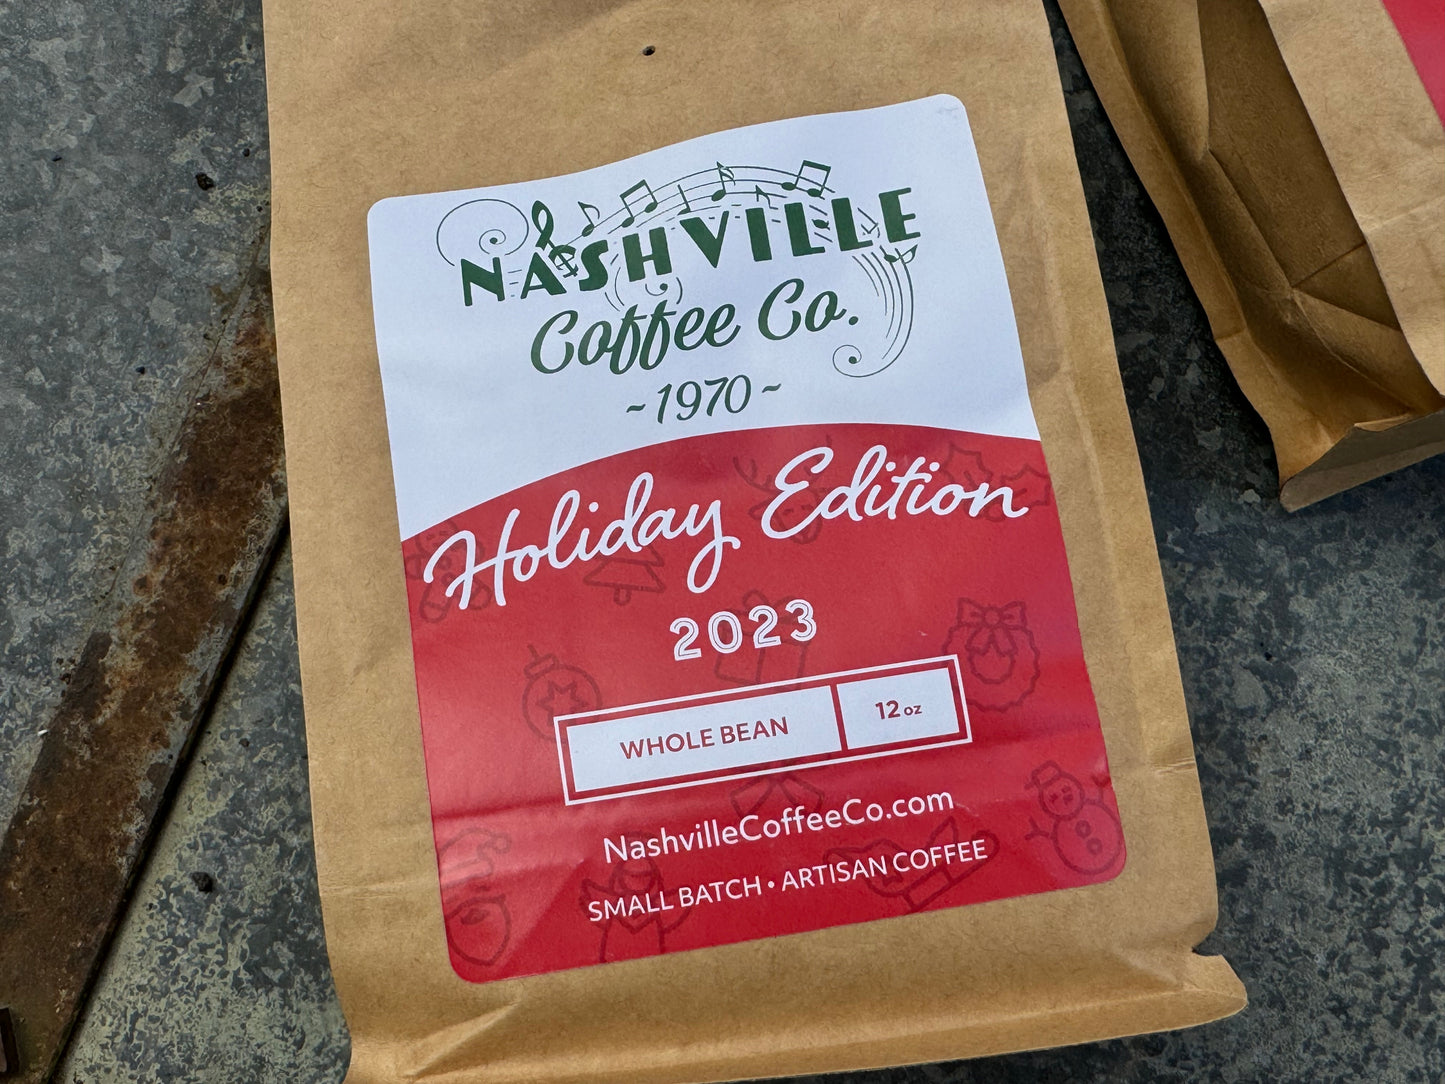 NASHVILLE
Coffee Co.
~1970~
Holiday Edition
2023
WHOLE BEAN 12 oz
NashvilleCoffeeCo.com
SMALL BATCH • ARTISAN COFFEE